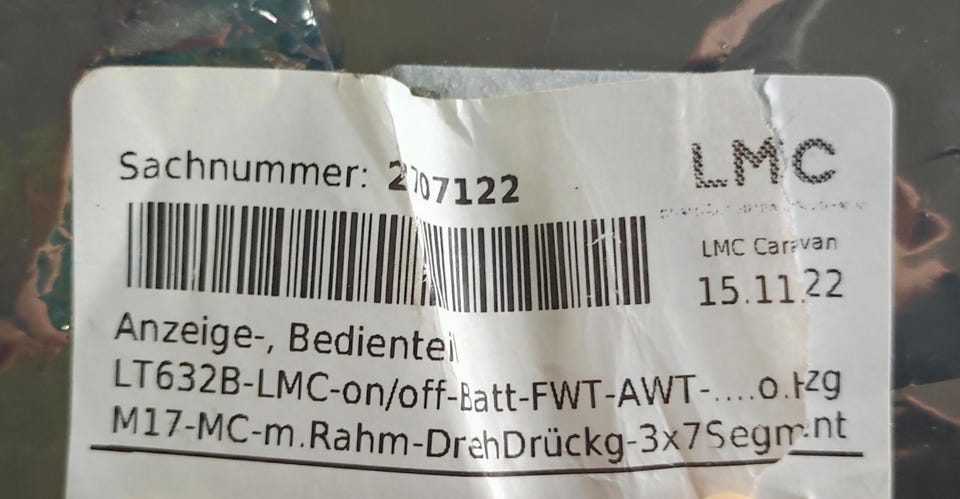 Sachnummer: 2707122
LMC
LMC Caravan
15.11.22
Anzeige-, Bedienteil
LT632B-LMC-on/off-Batt-FWT-AWT-....o.Hzg
M17-MC-m.Rahm-DrehDrückg-3x7Segment